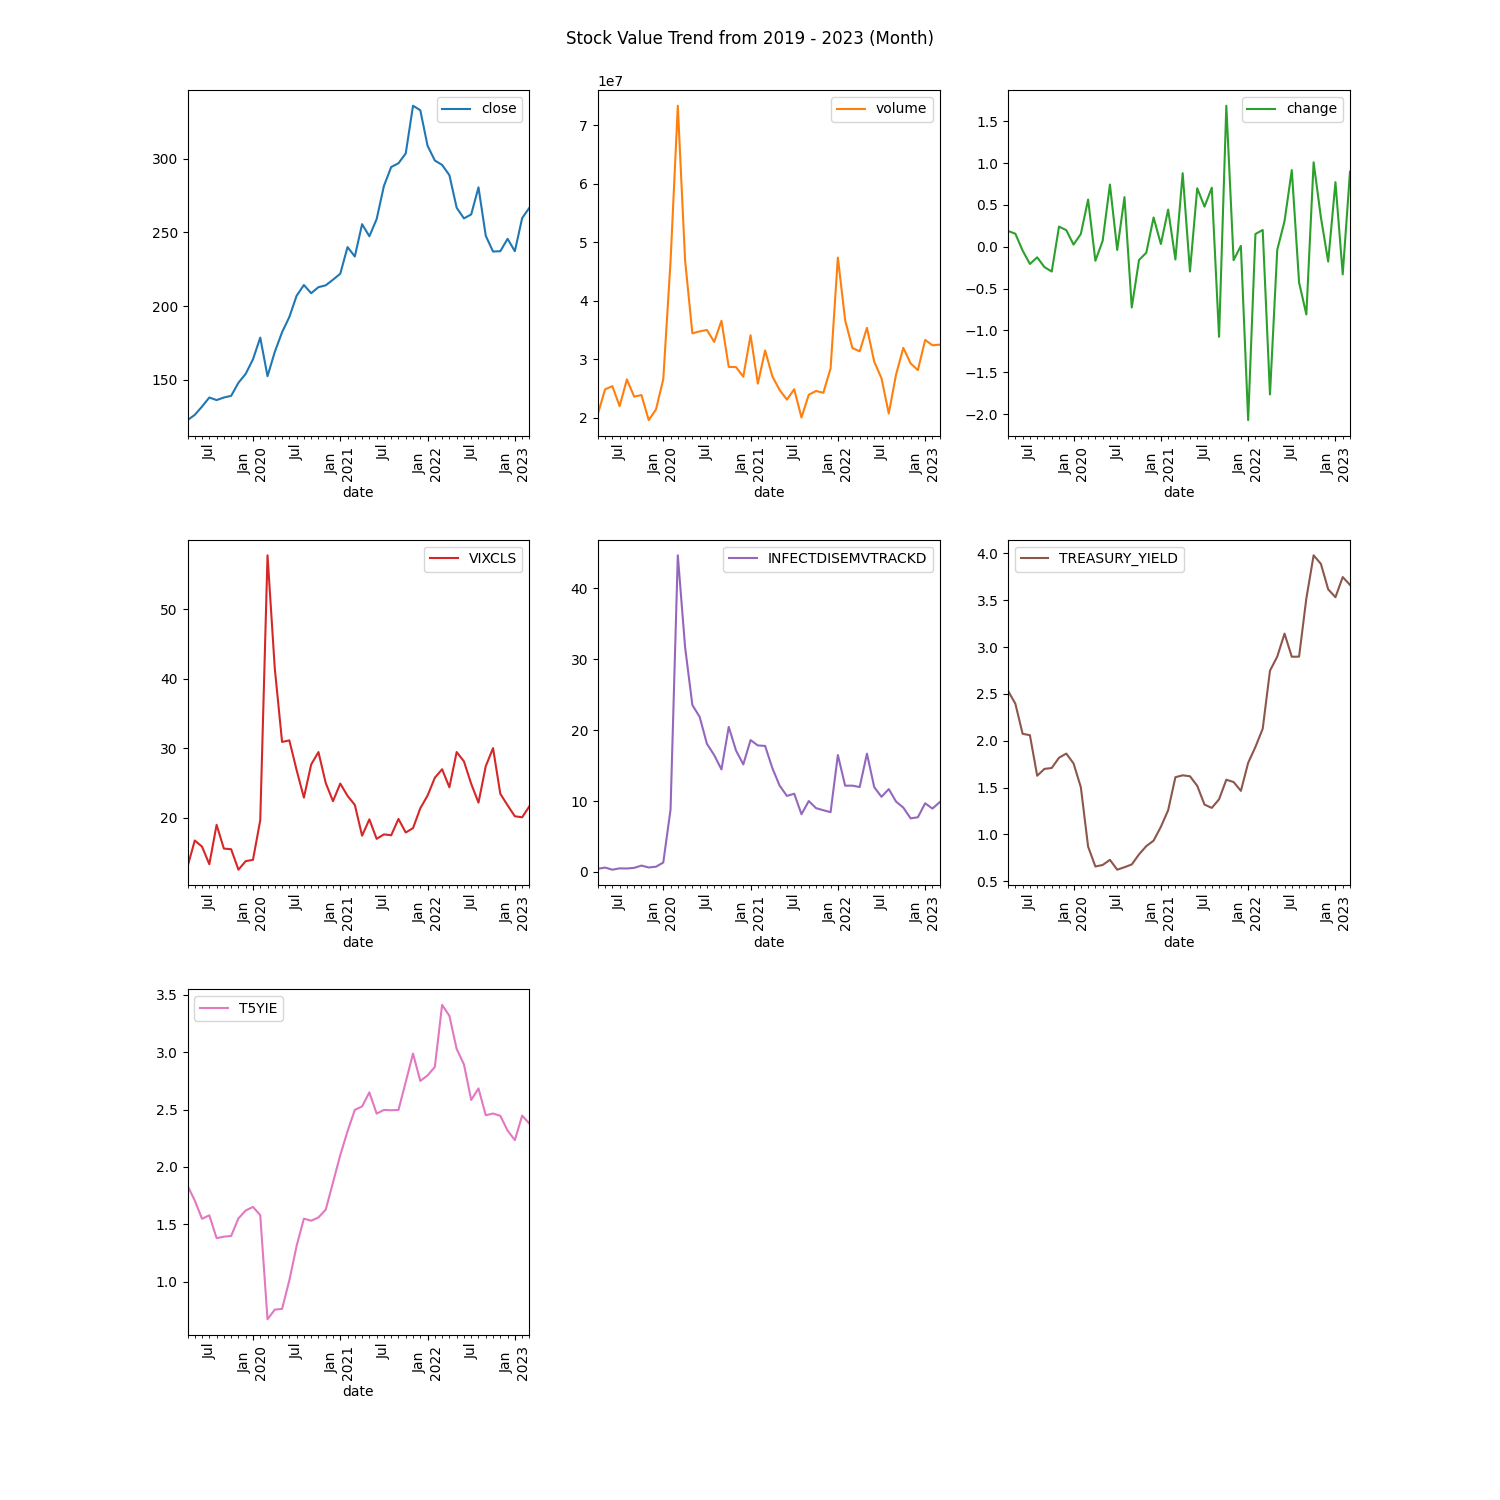 Stock Value Trend from 2019 - 2023 (Month)
close
300
250
200
150
Jul
Jan
2020
Jul
Jan
2021
Jul
Jan
2022
Jul
Jan
2023
date
1e7
volume
7
6
5
4
3
2
Jul
Jan
2020
Jul
Jan
2021
Jul
Jan
2022
Jul
Jan
2023
date
change
1.5
1.0
0.5
0.0
−0.5
−1.0
−1.5
−2.0
Jul
Jan
2020
Jul
Jan
2021
Jul
Jan
2022
Jul
Jan
2023
date
VIXCLS
50
40
30
20
Jul
Jan
2020
Jul
Jan
2021
Jul
Jan
2022
Jul
Jan
2023
date
INFECTDISEMVTRACKD
40
30
20
10
0
Jul
Jan
2020
Jul
Jan
2021
Jul
Jan
2022
Jul
Jan
2023
date
TREASURY_YIELD
4.0
3.5
3.0
2.5
2.0
1.5
1.0
0.5
Jul
Jan
2020
Jul
Jan
2021
Jul
Jan
2022
Jul
Jan
2023
date
T5YIE
3.5
3.0
2.5
2.0
1.5
1.0
Jul
Jan
2020
Jul
Jan
2021
Jul
Jan
2022
Jul
Jan
2023
date